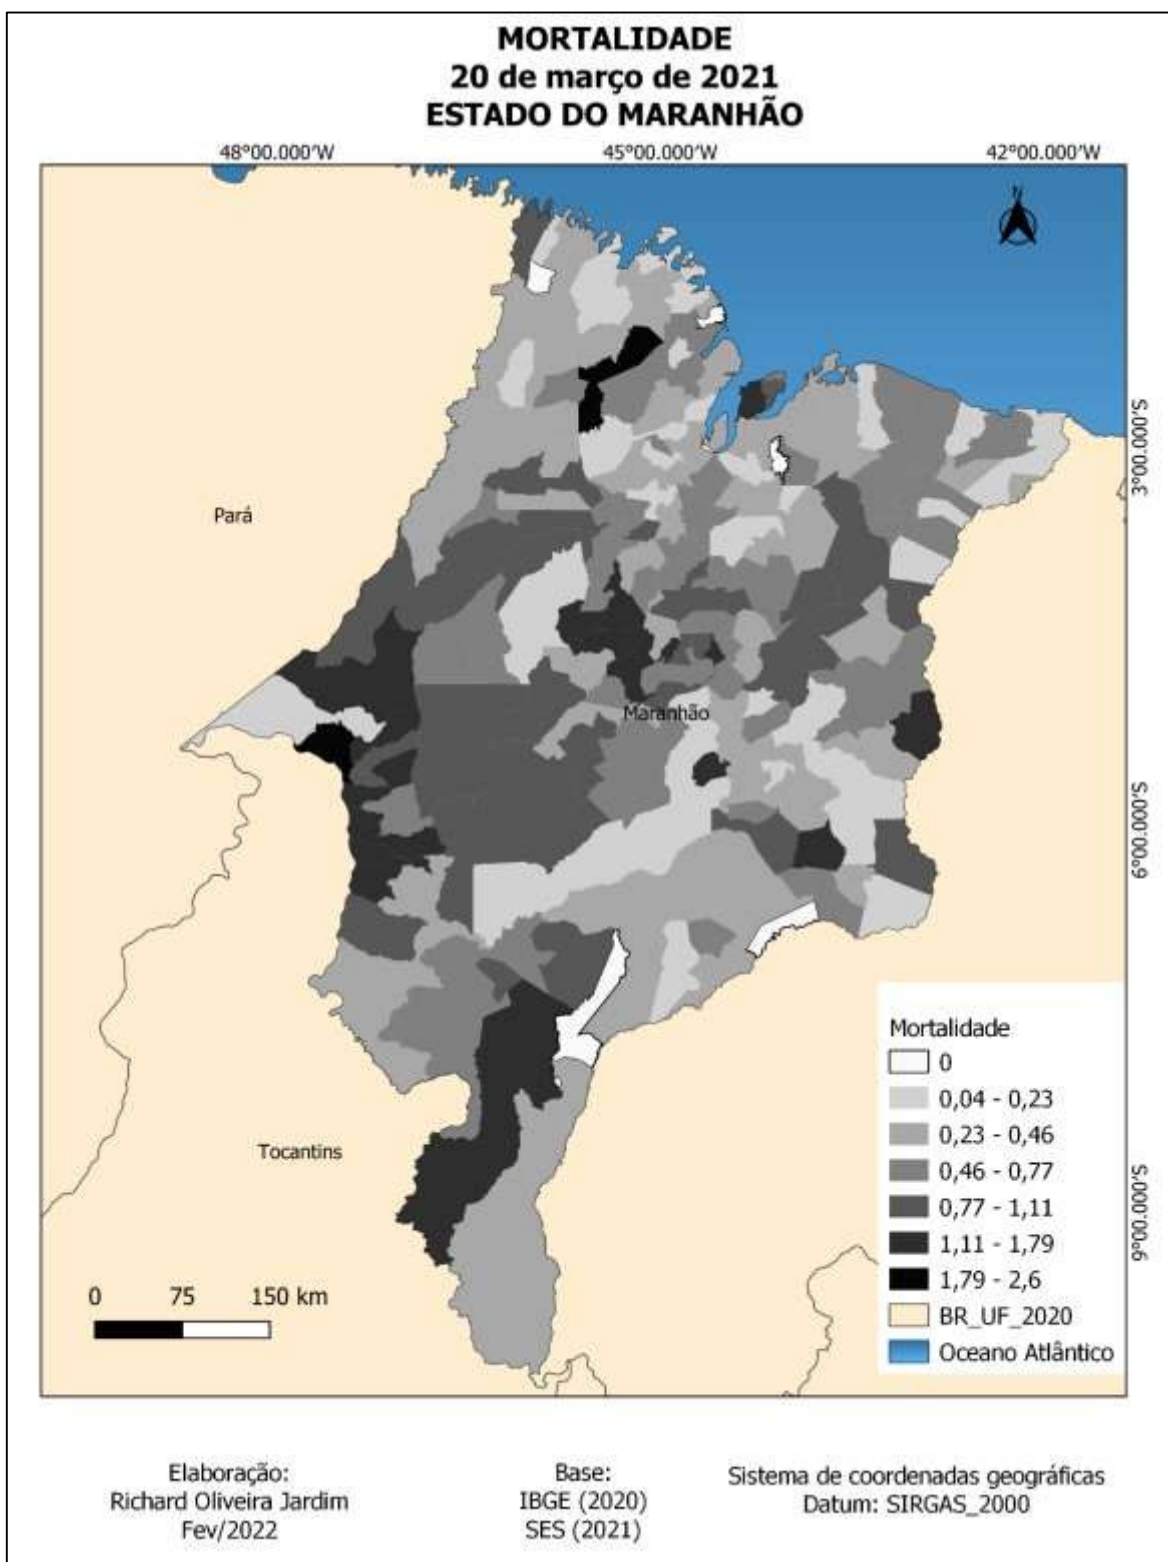 MORTALIDADE
20 de março de 2021
ESTADO DO MARANHÃO
48°00.000'W 45°00.000'W 42°00.000'W
N
3°00.000'S
Pará
Maranhão
6°00.000'S
Tocantins
9°00.000'S
Mortalidade
0
0,04 - 0,23
0,23 - 0,46
0,46 - 0,77
0,77 - 1,11
1,11 - 1,79
1,79 - 2,6
BR_UF_2020
Oceano Atlântico
0 75 150 km
Elaboração:
Richard Oliveira Jardim
Fev/2022
Base:
IBGE (2020)
SES (2021)
Sistema de coordenadas geográficas
Datum: SIRGAS_2000